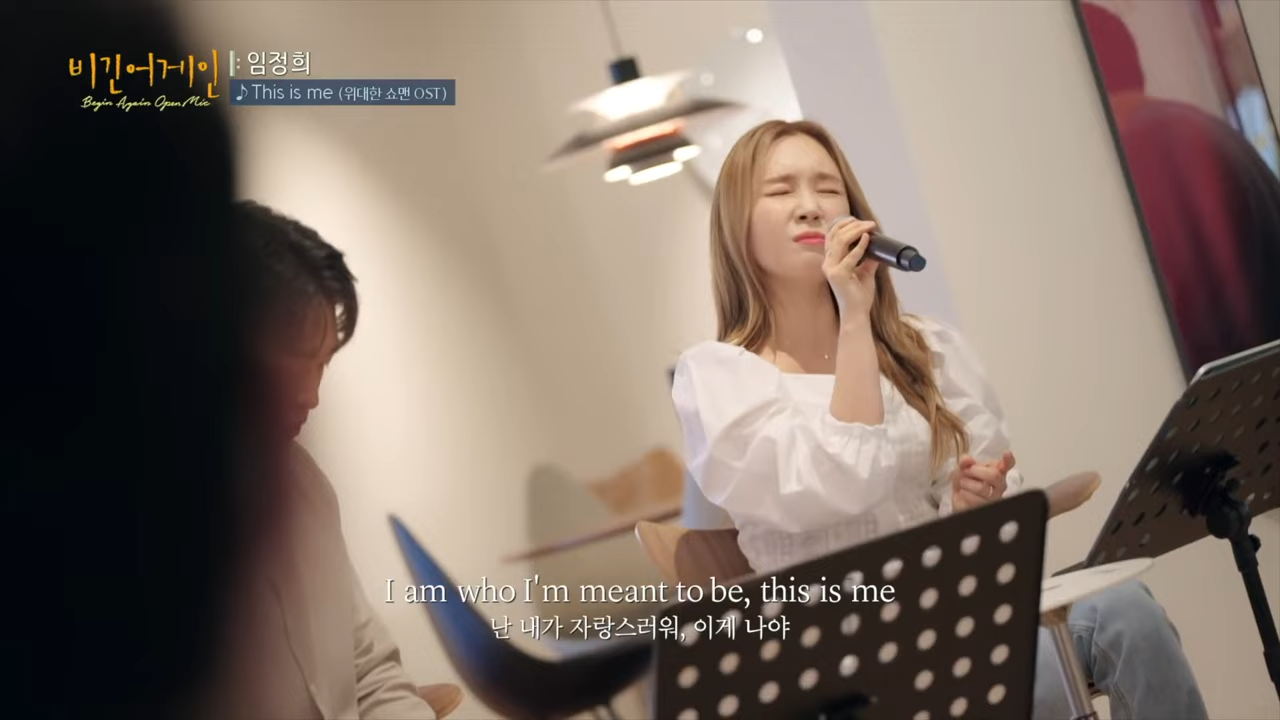 비긴어게인
Begin Again Open Mic
: 임정희
♪ This is me (위대한 쇼맨 OST)
I am who I'm meant to be, this is me
난 내가 자랑스러워, 이게 나야